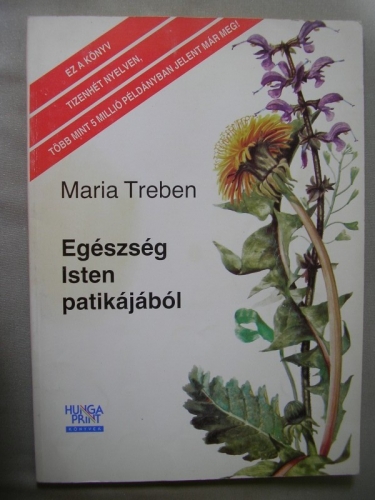 EZ A KÖNYV
TIZENHÉT NYELVEN,
TÖBB MINT 5 MILLIÓ PÉLDÁNYBAN JELENT MÁR MEG!
Maria Treben
Egészség
Isten
patikájából
HUNGA
PRINT
KÖNYVEK